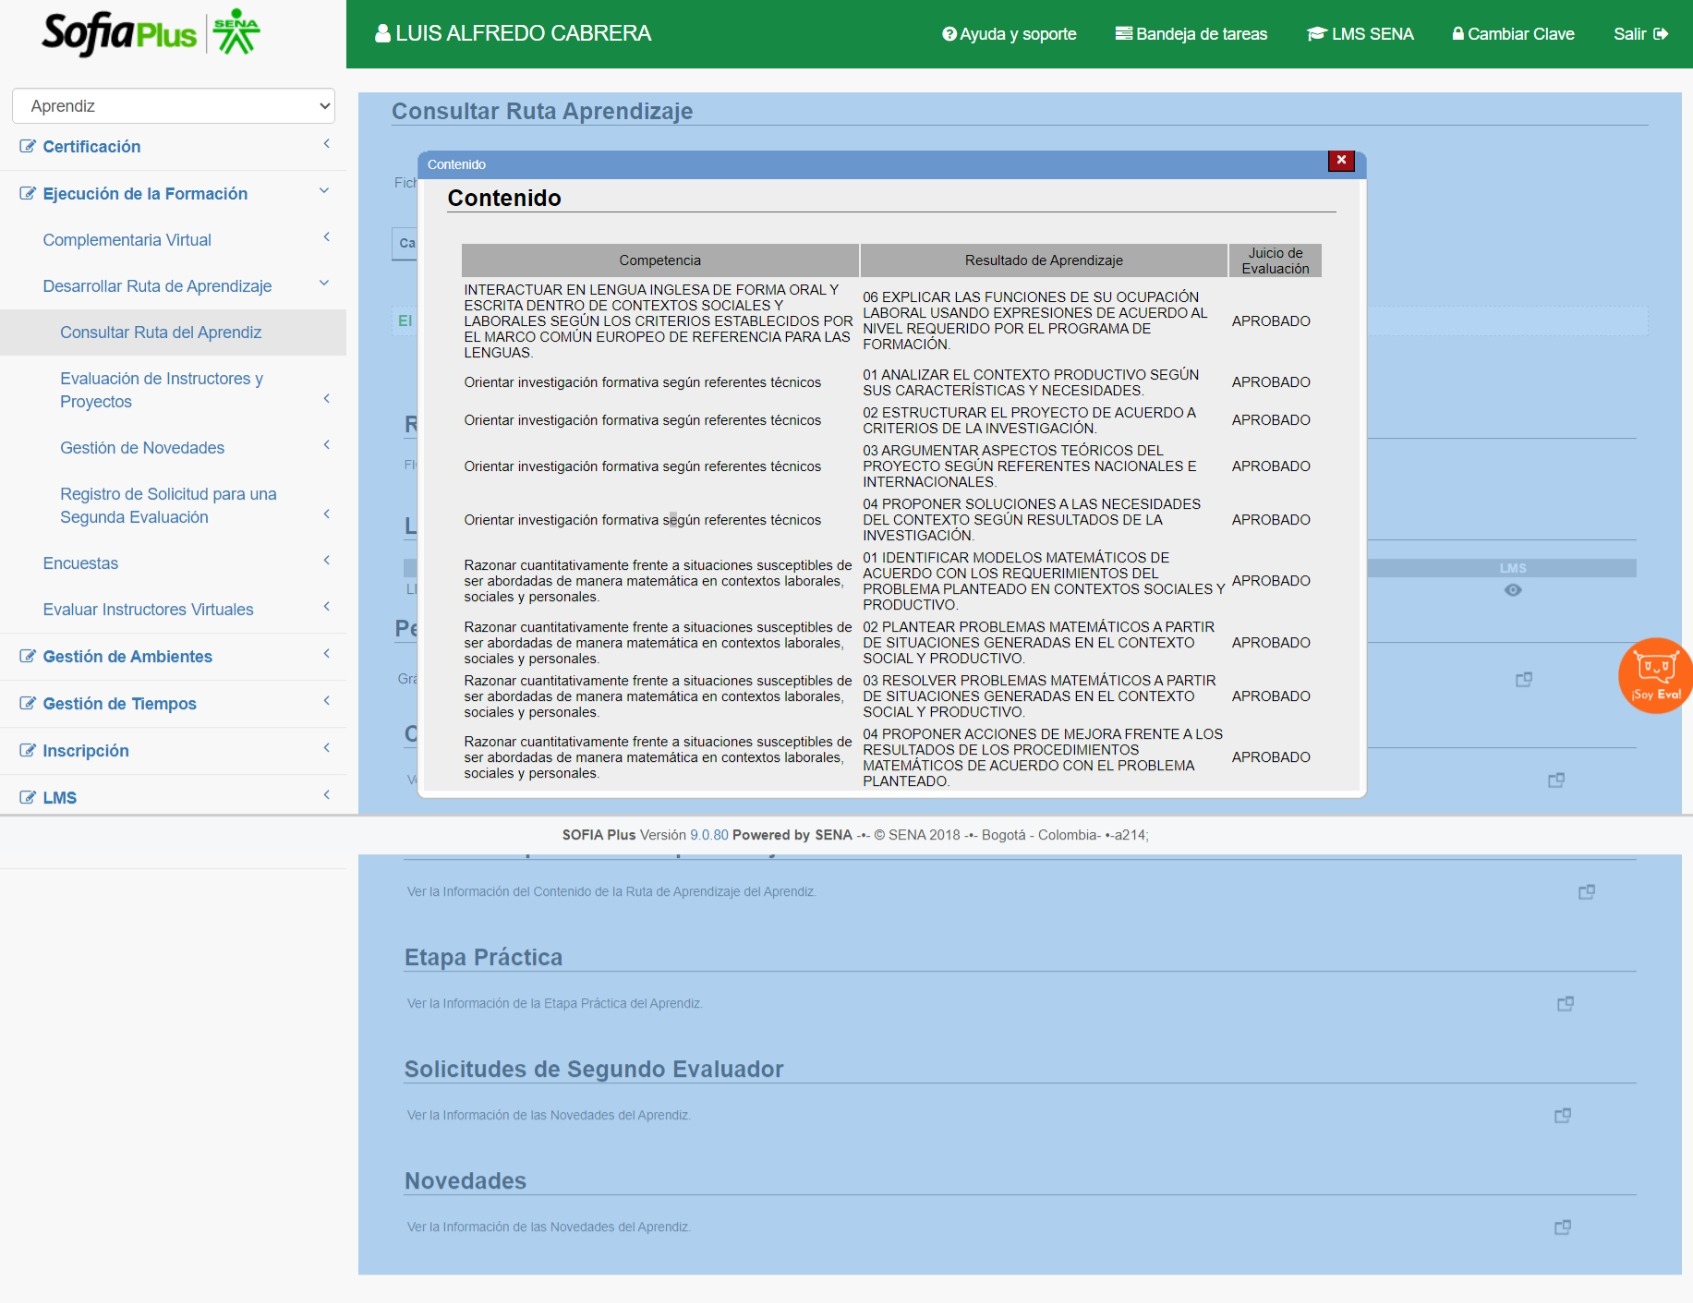 SofiaPlus
SENA
LUIS ALFREDO CABRERA
Ayuda y soporte
Bandeja de tareas
LMS SENA
Cambiar Clave
Salir
Aprendiz
Certificación
Ejecución de la Formación
Complementaria Virtual
Desarrollar Ruta de Aprendizaje
Consultar Ruta del Aprendiz
Evaluación de Instructores y
Proyectos
Gestión de Novedades
Registro de Solicitud para una
Segunda Evaluación
Encuestas
Evaluar Instructores Virtuales
Gestión de Ambientes
Gestión de Tiempos
Inscripción
LMS
Consultar Ruta Aprendizaje
Contenido
Contenido
Competencia
Resultado de Aprendizaje
Juicio de
Evaluación
INTERACTUAR EN LENGUA INGLESA DE FORMA ORAL Y
ESCRITA DENTRO DE CONTEXTOS SOCIALES Y
LABORALES SEGÚN LOS CRITERIOS ESTABLECIDOS POR
EL MARCO COMÚN EUROPEO DE REFERENCIA PARA LAS
LENGUAS.
06 EXPLICAR LAS FUNCIONES DE SU OCUPACIÓN
LABORAL USANDO EXPRESIONES DE ACUERDO AL
NIVEL REQUERIDO POR EL PROGRAMA DE
FORMACIÓN.
APROBADO
Orientar investigación formativa según referentes técnicos
01 ANALIZAR EL CONTEXTO PRODUCTIVO SEGÚN
SUS CARACTERÍSTICAS Y NECESIDADES.
APROBADO
Orientar investigación formativa según referentes técnicos
02 ESTRUCTURAR EL PROYECTO DE ACUERDO A
CRITERIOS DE LA INVESTIGACIÓN.
APROBADO
Orientar investigación formativa según referentes técnicos
03 ARGUMENTAR ASPECTOS TEÓRICOS DEL
PROYECTO SEGÚN REFERENTES NACIONALES E
INTERNACIONALES.
APROBADO
Orientar investigación formativa según referentes técnicos
04 PROPONER SOLUCIONES A LAS NECESIDADES
DEL CONTEXTO SEGÚN RESULTADOS DE LA
INVESTIGACIÓN.
APROBADO
Razonar cuantitativamente frente a situaciones susceptibles de
ser abordadas de manera matemática en contextos laborales,
sociales y personales.
01 IDENTIFICAR MODELOS MATEMÁTICOS DE
ACUERDO CON LOS REQUERIMIENTOS DEL
PROBLEMA PLANTEADO EN CONTEXTOS SOCIALES Y
PRODUCTIVO.
APROBADO
Razonar cuantitativamente frente a situaciones susceptibles de
ser abordadas de manera matemática en contextos laborales,
sociales y personales.
02 PLANTEAR PROBLEMAS MATEMÁTICOS A PARTIR
DE SITUACIONES GENERADAS EN EL CONTEXTO
SOCIAL Y PRODUCTIVO.
APROBADO
Razonar cuantitativamente frente a situaciones susceptibles de
ser abordadas de manera matemática en contextos laborales,
sociales y personales.
03 RESOLVER PROBLEMAS MATEMÁTICOS A PARTIR
DE SITUACIONES GENERADAS EN EL CONTEXTO
SOCIAL Y PRODUCTIVO.
APROBADO
Razonar cuantitativamente frente a situaciones susceptibles de
ser abordadas de manera matemática en contextos laborales,
sociales y personales.
04 PROPONER ACCIONES DE MEJORA FRENTE A LOS
RESULTADOS DE LOS PROCEDIMIENTOS
MATEMÁTICOS DE ACUERDO CON EL PROBLEMA
PLANTEADO.
APROBADO
El
LMS
¡Soy Eva!
SOFIA Plus Versión 9.0.80 Powered by SENA -•- © SENA 2018 -•- Bogotá - Colombia- •-a214;
Ver la Información del Contenido de la Ruta de Aprendizaje del Aprendiz.
Etapa Práctica
Ver la Información de la Etapa Práctica del Aprendiz.
Solicitudes de Segundo Evaluador
Ver la Información de las Novedades del Aprendiz.
Novedades
Ver la Información de las Novedades del Aprendiz.